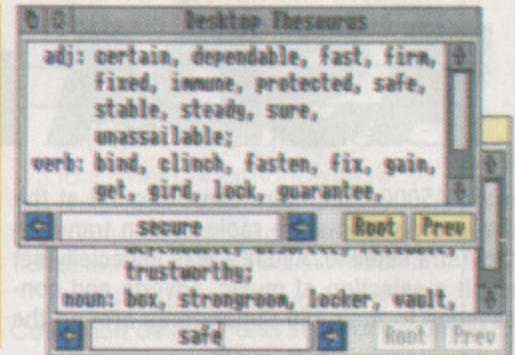 Desktop Thesaurus
adj: certain, dependable, fast, firm,
fixed, immune, protected, safe,
stable, steady, sure,
unassailable;
verb: bind, clinch, fasten, fix, gain,
get, gird, lock, guarantee,
secure
Root Prev
trustworthy;
noun: box, strongroom, locker, vault,
safe
Root Prev